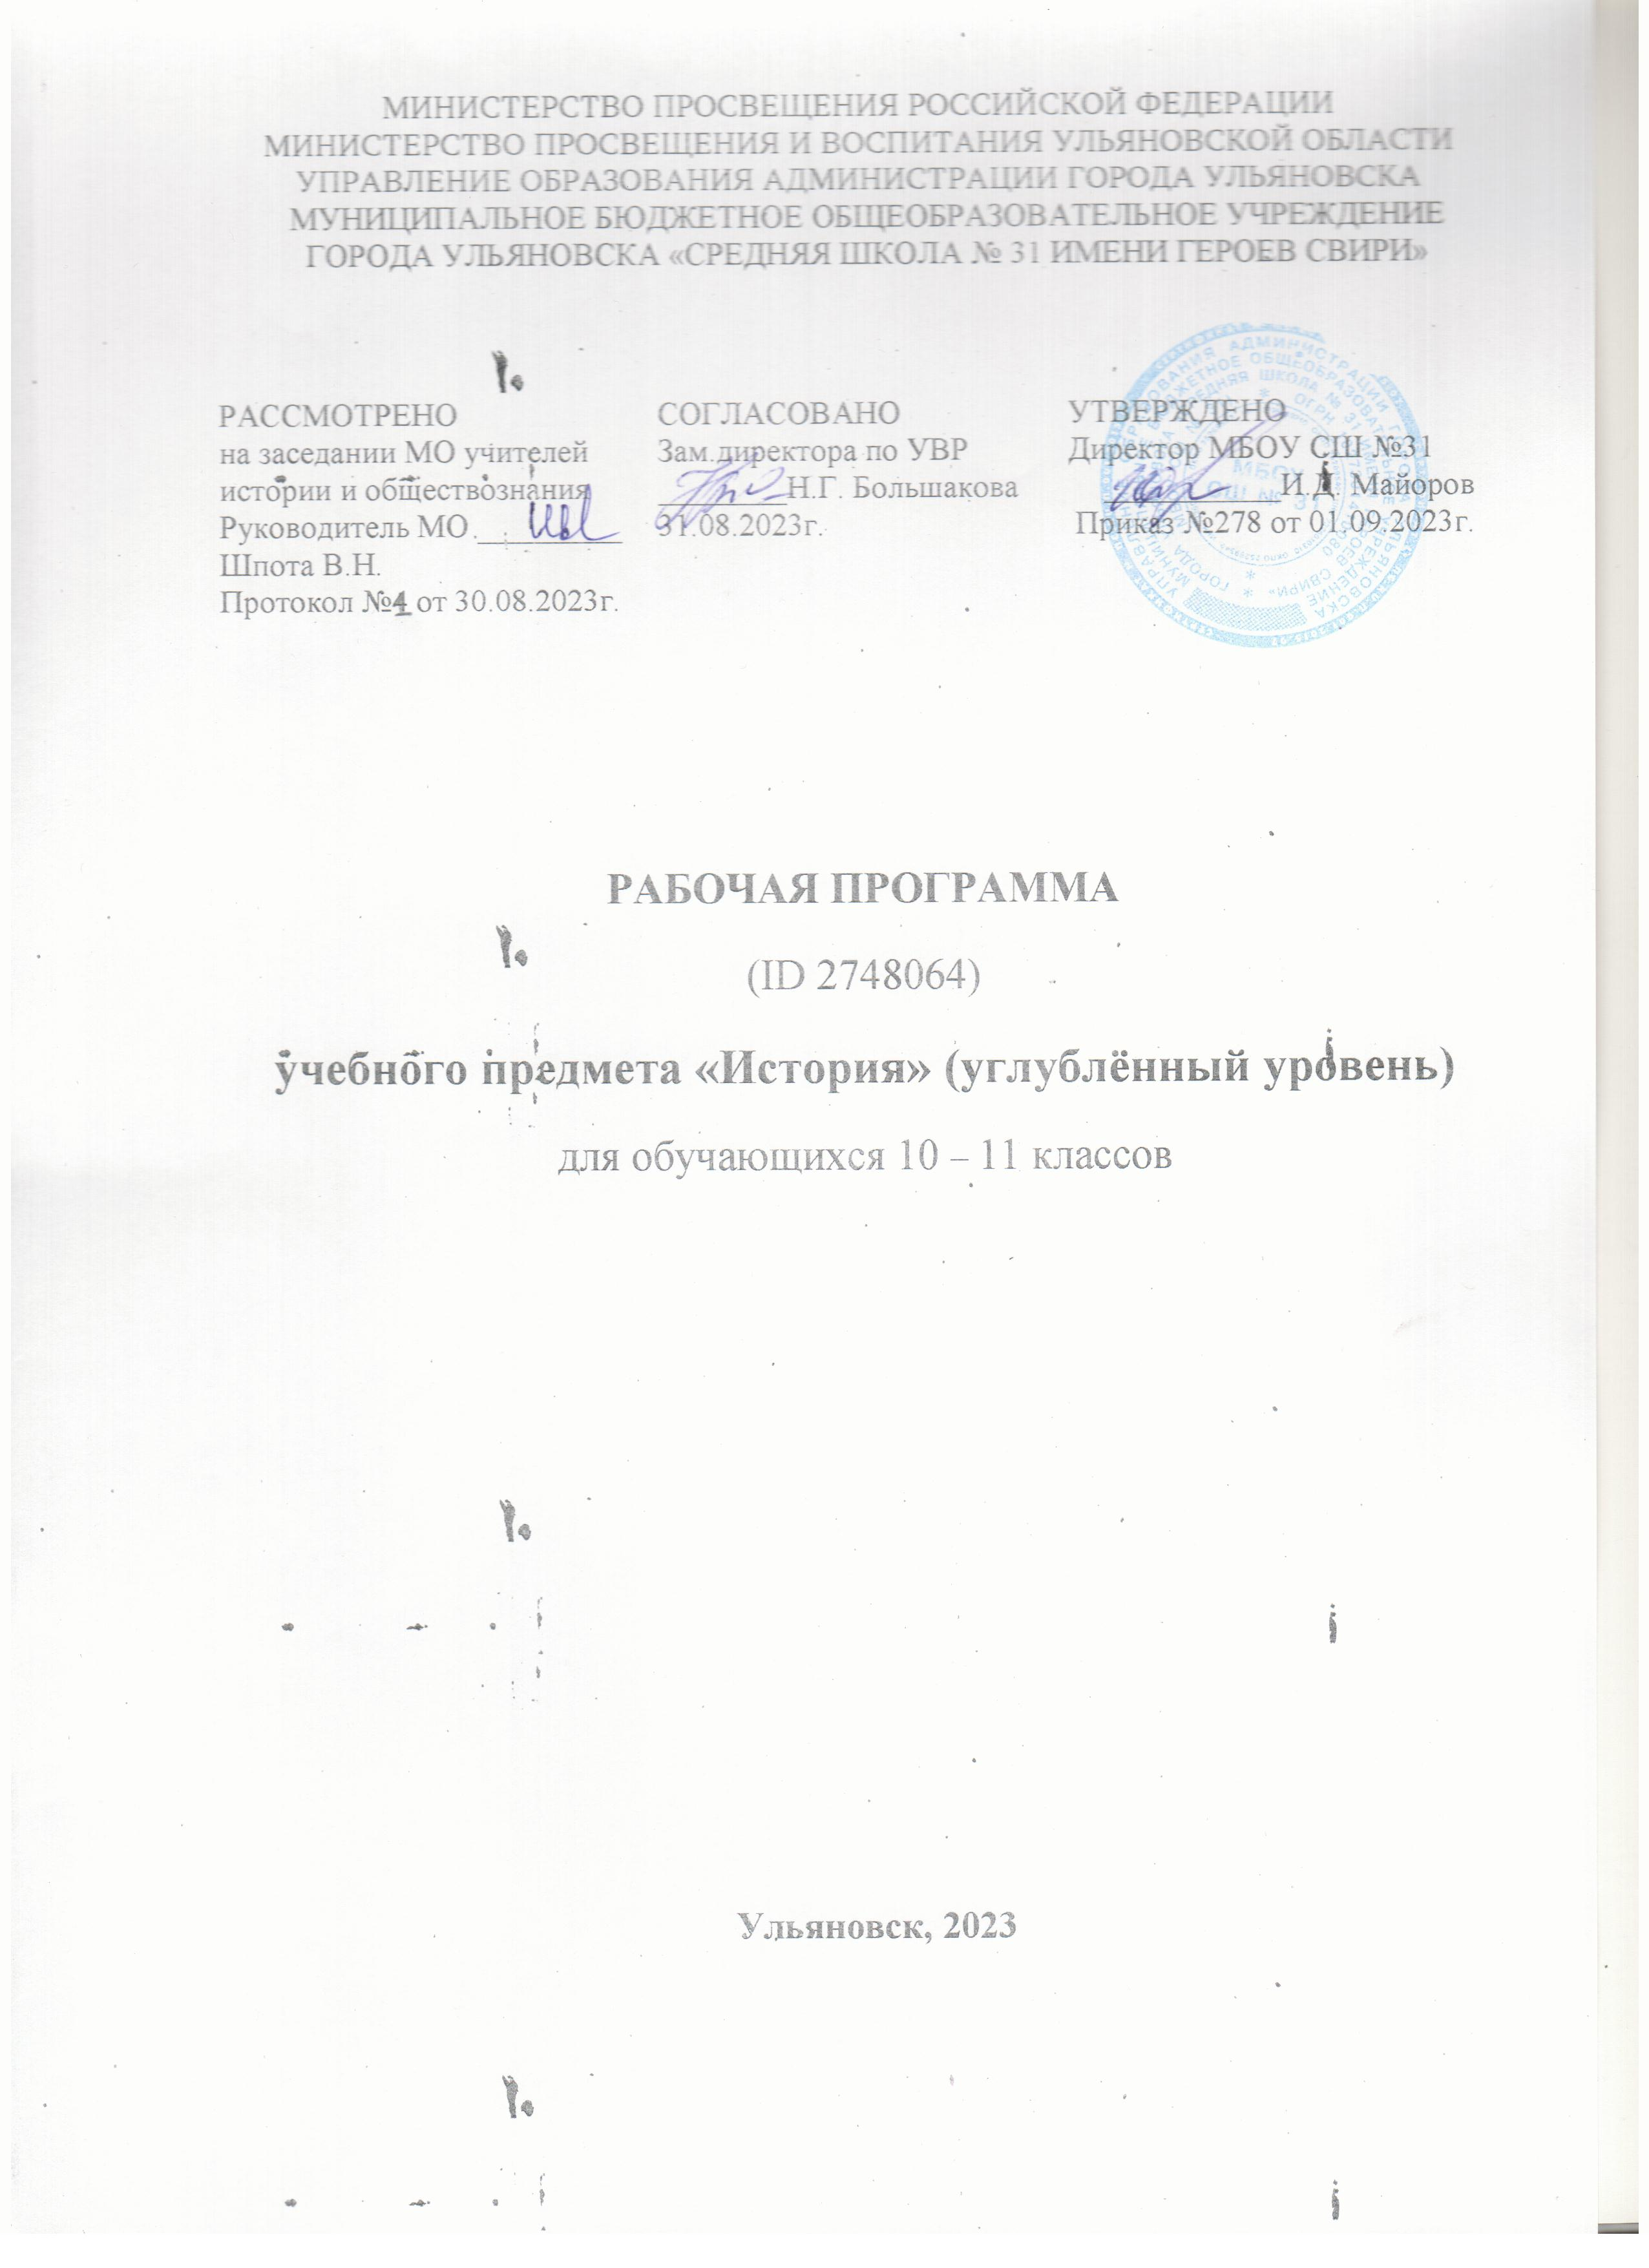 МИНИСТЕРСТВО ПРОСВЕЩЕНИЯ РОССИЙСКОЙ ФЕДЕРАЦИИ
МИНИСТЕРСТВО ПРОСВЕЩЕНИЯ И ВОСПИТАНИЯ УЛЬЯНОВСКОЙ ОБЛАСТИ
УПРАВЛЕНИЕ ОБРАЗОВАНИЯ АДМИНИСТРАЦИИ ГОРОДА УЛЬЯНОВСКА
МУНИЦИПАЛЬНОЕ БЮДЖЕТНОЕ ОБЩЕОБРАЗОВАТЕЛЬНОЕ УЧРЕЖДЕНИЕ
ГОРОДА УЛЬЯНОВСКА «СРЕДНЯЯ ШКОЛА № 31 ИМЕНИ ГЕРОЕВ СВИРИ»
РАССМОТРЕНО
на заседании МО учителей
истории и обществознания
Руководитель МО
Шпота В.Н.
Протокол №4 от 30.08.2023г.
СОГЛАСОВАНО
Зам.директора по УВР
Н.Г. Большакова
31.08.2023г.
УТВЕРЖДЕНО
Директор МБОУ СШ №31
И.Д. Майоров
Приказ №278 от 01.09.2023г.
РАБОЧАЯ ПРОГРАММА
(ID 2748064)
учебного предмета «История» (углублённый уровень)
для обучающихся 10 – 11 классов
Ульяновск, 2023